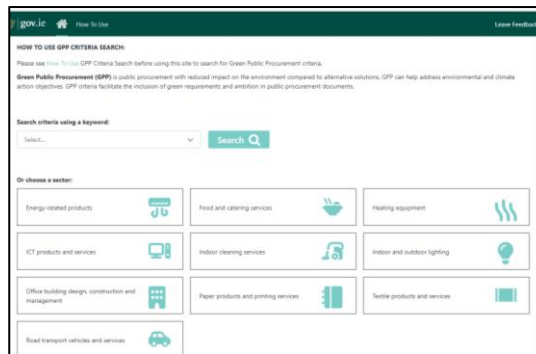 gov.ie How To Use Leave Feedback
HOW TO USE GPP CRITERIA SEARCH:
Please see How To Use GPP Criteria Search before using this site to search for Green Public Procurement criteria.
Green Public Procurement (GPP) is public procurement with reduced impact on the environment compared to alternative solutions. GPP can help address environmental and climate
action objectives. GPP criteria facilitate the inclusion of green requirements and ambition in public procurement documents.
Search criteria using a keyword:
Select... Search
Or choose a sector:
Energy-related products
Food and catering services
Heating equipment
ICT products and services
Indoor cleaning services
Indoor and outdoor lighting
Office building design, construction and
management
Paper products and printing services
Textile products and services
Road transport vehicles and services